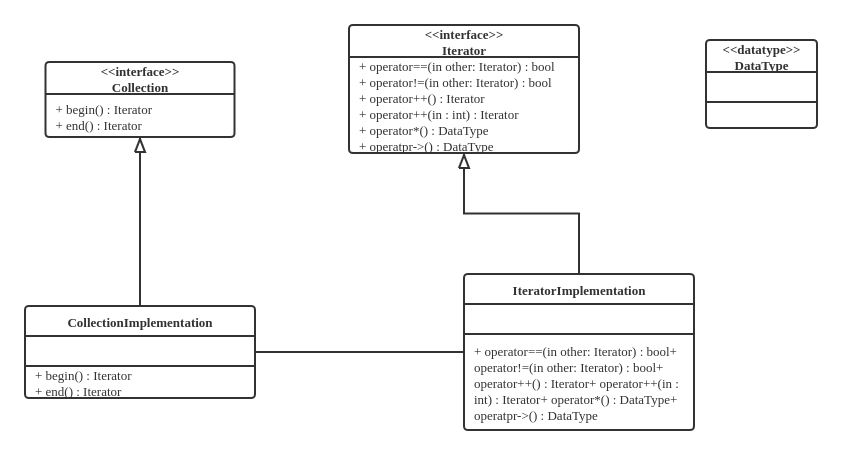 <<interface>>
Collection
+ begin() : Iterator
+ end() : Iterator
<<interface>>
Iterator
+ operator==(in other: Iterator) : bool
+ operator!=(in other: Iterator) : bool
+ operator++() : Iterator
+ operator++(in : int) : Iterator
+ operator*() : DataType
+ operatpr->() : DataType
<<datatype>>
DataType
CollectionImplementation
+ begin() : Iterator
+ end() : Iterator
IteratorImplementation
+ operator==(in other: Iterator) : bool+
operator!=(in other: Iterator) : bool+
operator++() : Iterator+ operator++(in :
int) : Iterator+ operator*() : DataType+
operatpr->() : DataType